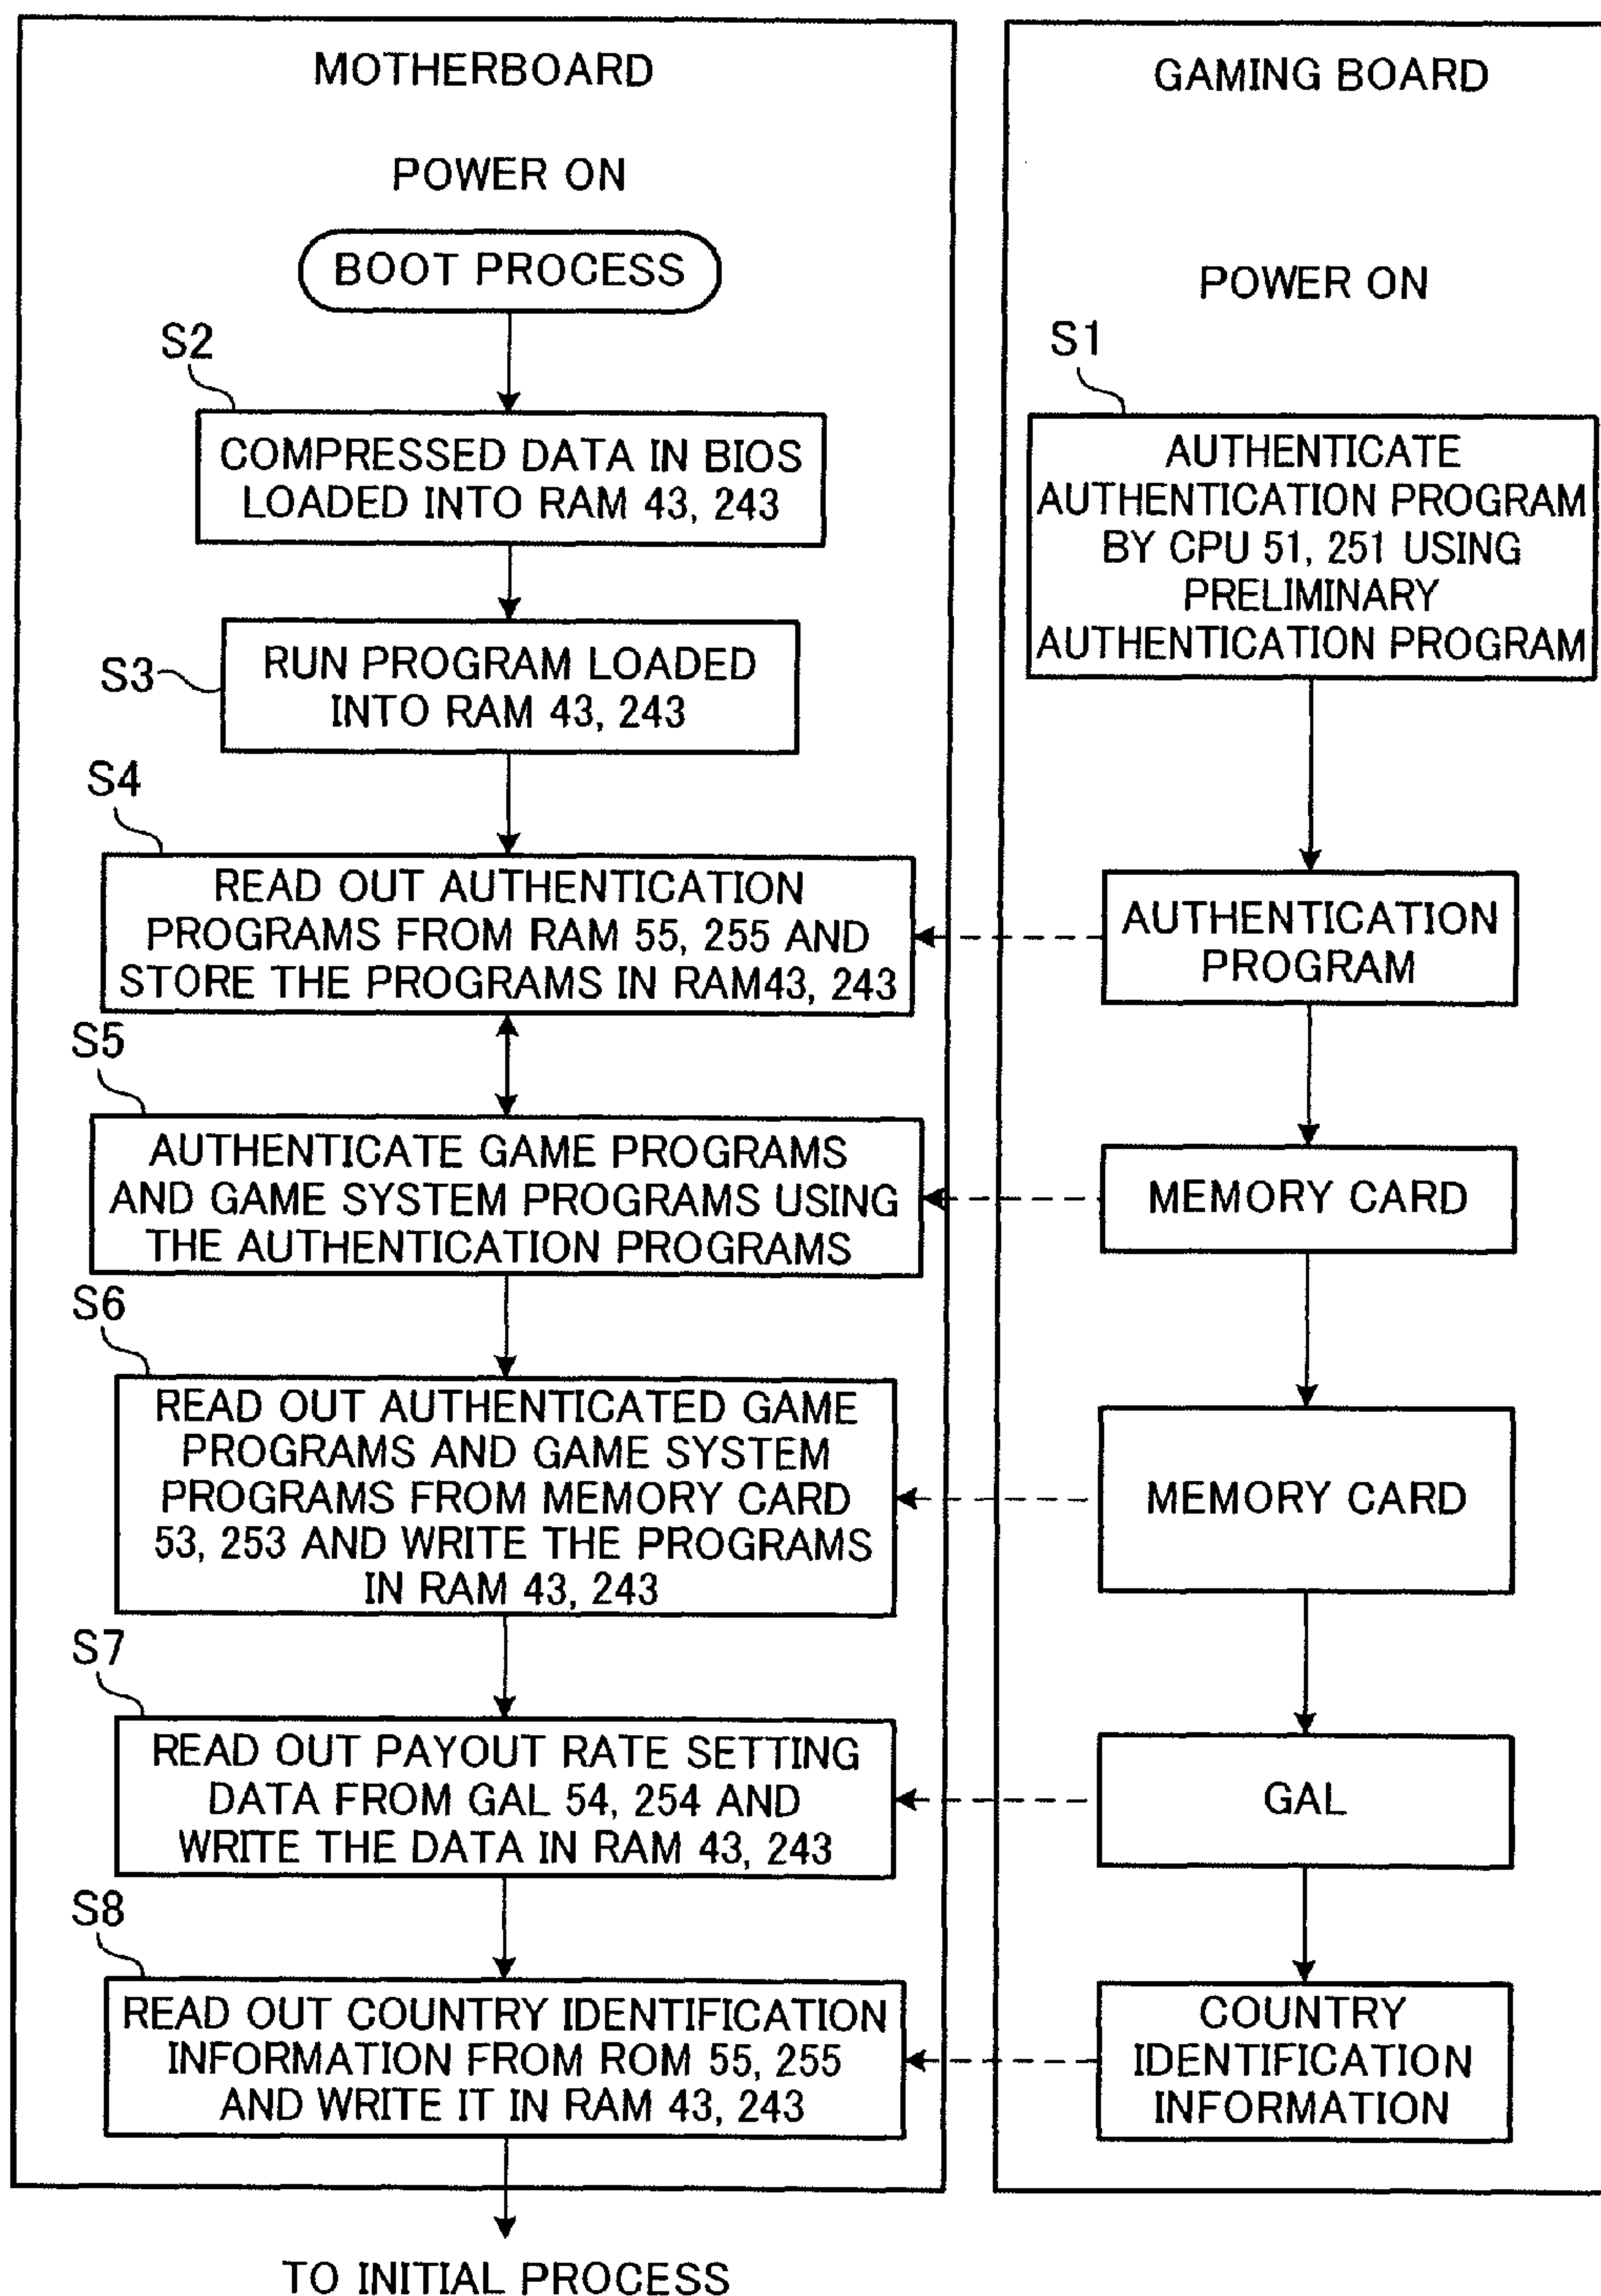 MOTHERBOARD
POWER ON
BOOT PROCESS
S2
COMPRESSED DATA IN BIOS
LOADED INTO RAM 43, 243
S3
RUN PROGRAM LOADED
INTO RAM 43, 243
S4
READ OUT AUTHENTICATION
PROGRAMS FROM RAM 55, 255 AND
STORE THE PROGRAMS IN RAM43, 243
S5
AUTHENTICATE GAME PROGRAMS
AND GAME SYSTEM PROGRAMS USING
THE AUTHENTICATION PROGRAMS
S6
READ OUT AUTHENTICATED GAME
PROGRAMS AND GAME SYSTEM
PROGRAMS FROM MEMORY CARD
53, 253 AND WRITE THE PROGRAMS
IN RAM 43, 243
S7
READ OUT PAYOUT RATE SETTING
DATA FROM GAL 54, 254 AND
WRITE THE DATA IN RAM 43, 243
S8
READ OUT COUNTRY IDENTIFICATION
INFORMATION FROM ROM 55, 255
AND WRITE IT IN RAM 43, 243
TO INITIAL PROCESS
GAMING BOARD
POWER ON
S1
AUTHENTICATE
AUTHENTICATION PROGRAM
BY CPU 51, 251 USING
PRELIMINARY
AUTHENTICATION PROGRAM
AUTHENTICATION
PROGRAM
MEMORY CARD
MEMORY CARD
GAL
COUNTRY
IDENTIFICATION
INFORMATION